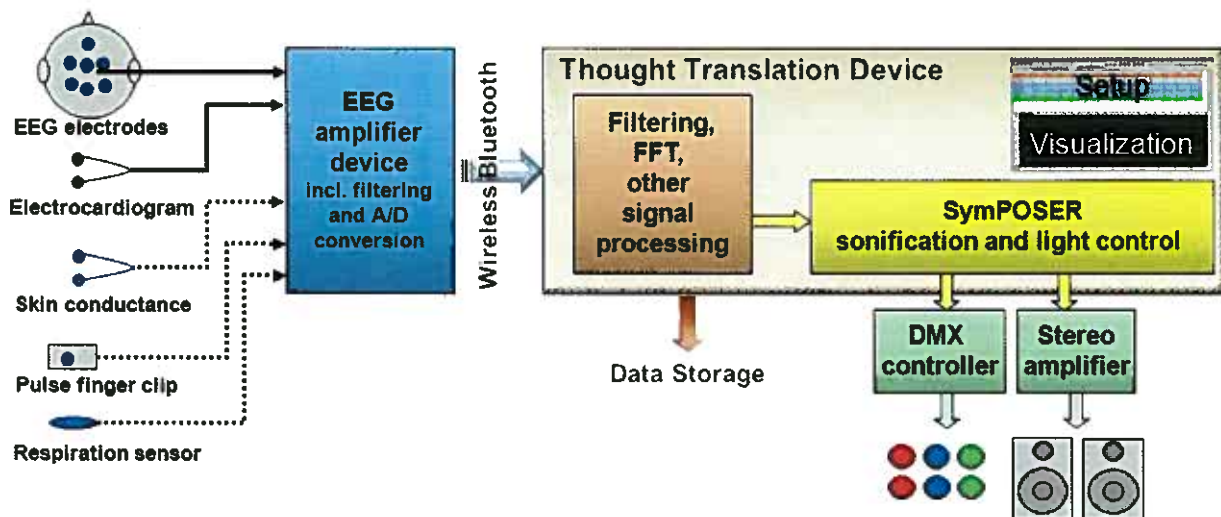 EEG electrodes
Electrocardiogram
Skin conductance
Pulse finger clip
Respiration sensor
EEG
amplifier
device
incl. filtering
and A/D
conversion
Wireless Bluetooth
Thought Translation Device
Setup
Visualization
Filtering,
FFT,
other
signal
processing
SymPOSER
sonification and light control
Data Storage
DMX
controller
Stereo
amplifier